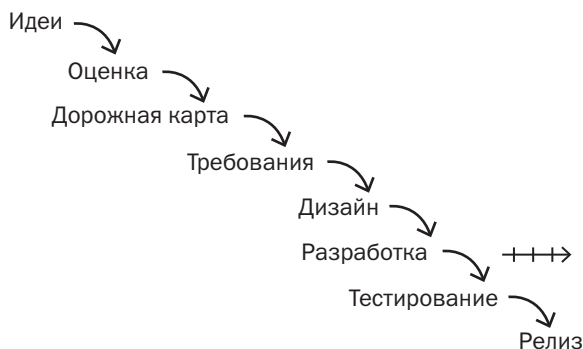 Идеи
Оценка
Дорожная карта
Требования
Дизайн
Разработка
Тестирование
Релиз